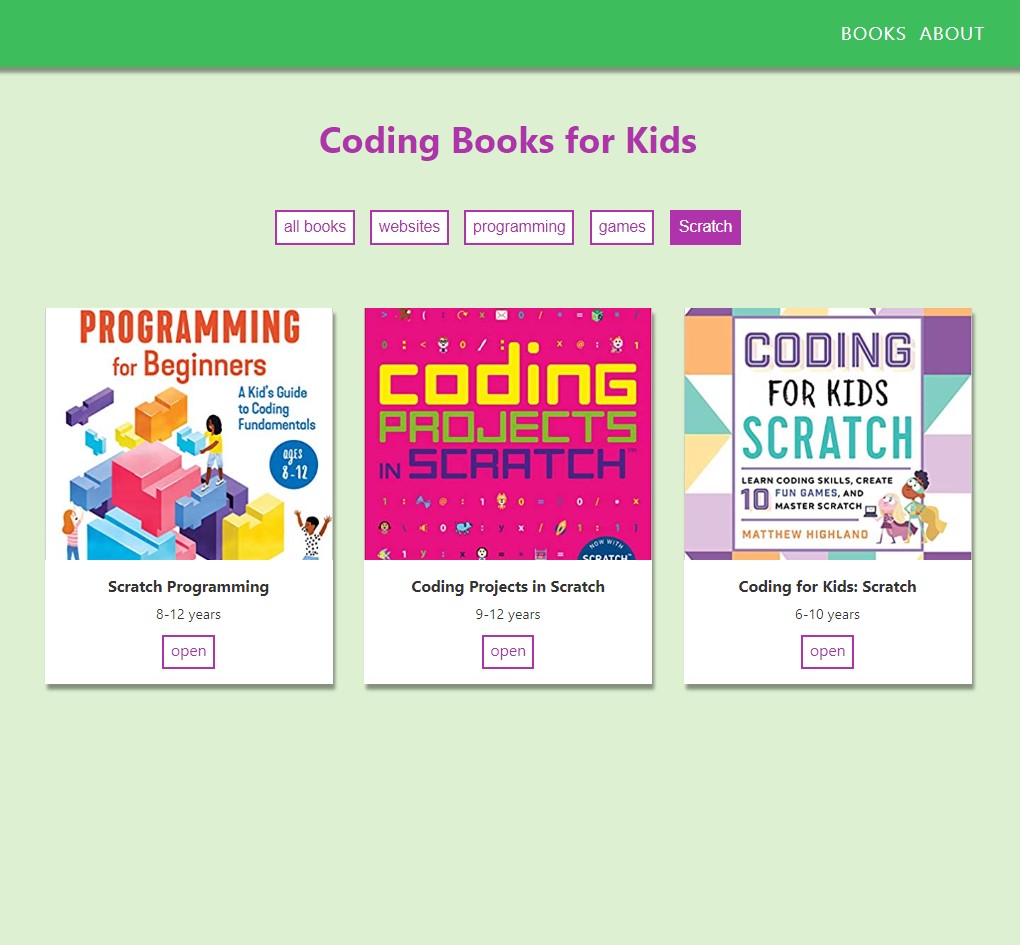 BOOKS ABOUT
Coding Books for Kids
all books websites programming games Scratch
PROGRAMMING
for Beginners
A Kid's Guide
to Coding
Fundamentals
ages
8-12
Scratch Programming
8-12 years
open
coding
PROJECTS
IN SCRATCH™
NOW WITH
SCRATCH
Coding Projects in Scratch
9-12 years
open
CODING
FOR KIDS
SCRATCH
LEARN CODING SKILLS, CREATE
10 FUN GAMES, AND
MASTER SCRATCH
MATTHEW HIGHLAND
Coding for Kids: Scratch
6-10 years
open